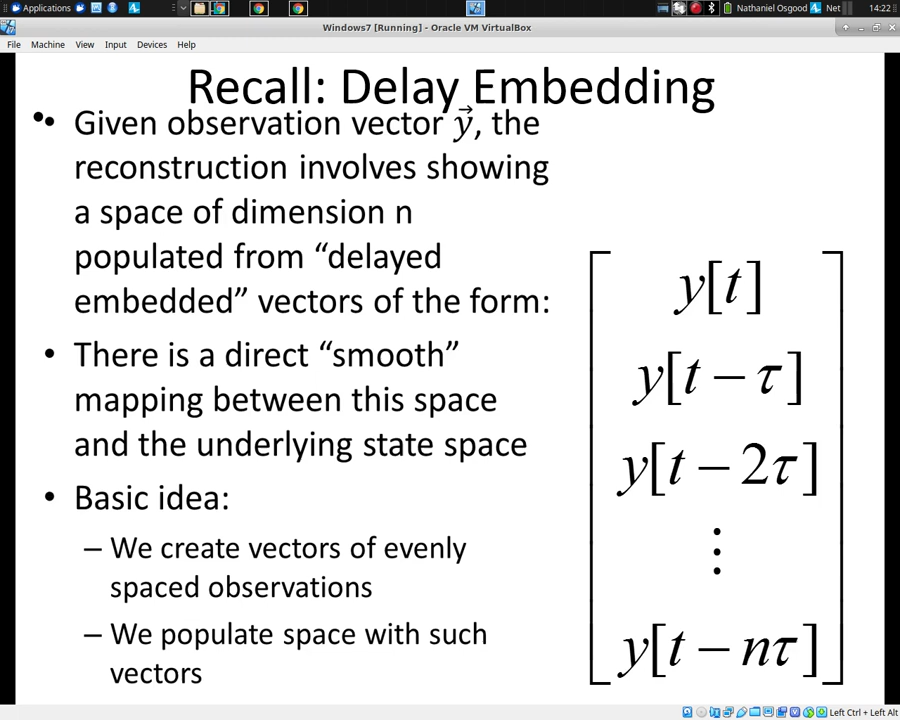 Applications
Nathaniel Osgood
Net
14:22
Windows7 [Running] - Oracle VM VirtualBox
File Machine View Input Devices Help
Recall: Delay Embedding
• Given observation vector y⃗, the
reconstruction involves showing
a space of dimension n
populated from “delayed
embedded” vectors of the form:
• There is a direct “smooth”
mapping between this space
and the underlying state space
• Basic idea:
– We create vectors of evenly
spaced observations
– We populate space with such
vectors
y[t]
y[t − τ]
y[t − 2τ]
⋮
y[t − nτ]
Left Ctrl + Left Alt